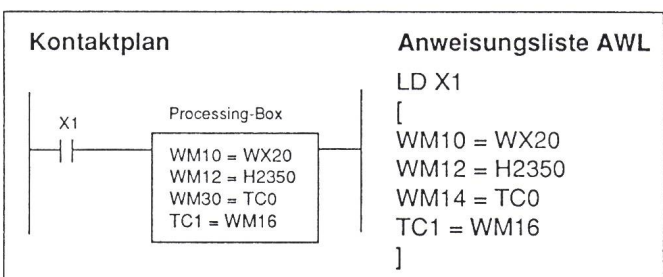 Kontaktplan
X1
Processing-Box
WM10 = WX20
WM12 = H2350
WM30 = TC0
TC1 = WM16
Anweisungsliste AWL
LD X1
[
WM10 = WX20
WM12 = H2350
WM14 = TC0
TC1 = WM16
]